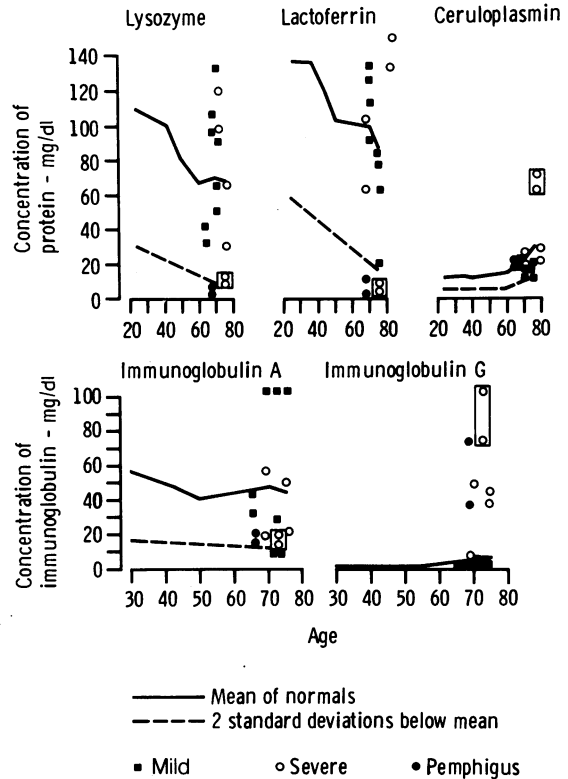 Lysozyme Lactoferrin Ceruloplasmin
Concentration of
protein - mg/dl
140
120
100
80
60
40
20
0
20 40 60 80 20 40 60 80 20 40 60 80
Immunoglobulin A Immunoglobulin G
Concentration of
immunoglobulin - mg/dl
100
80
60
40
20
0
30 40 50 60 70 80 30 40 50 60 70 80
Age
Mean of normals
2 standard deviations below mean
Mild Severe Pemphigus